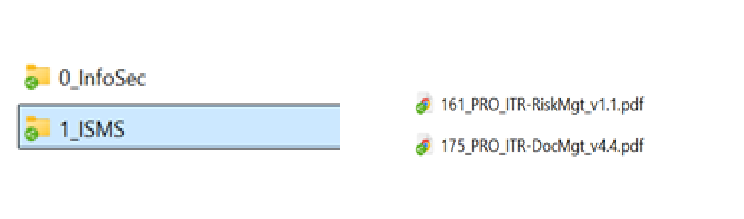 0_InfoSec
1_ISMS
161_PRO_ITR-RiskMgt_v1.1.pdf
175_PRO_ITR-DocMgt_v4.4.pdf